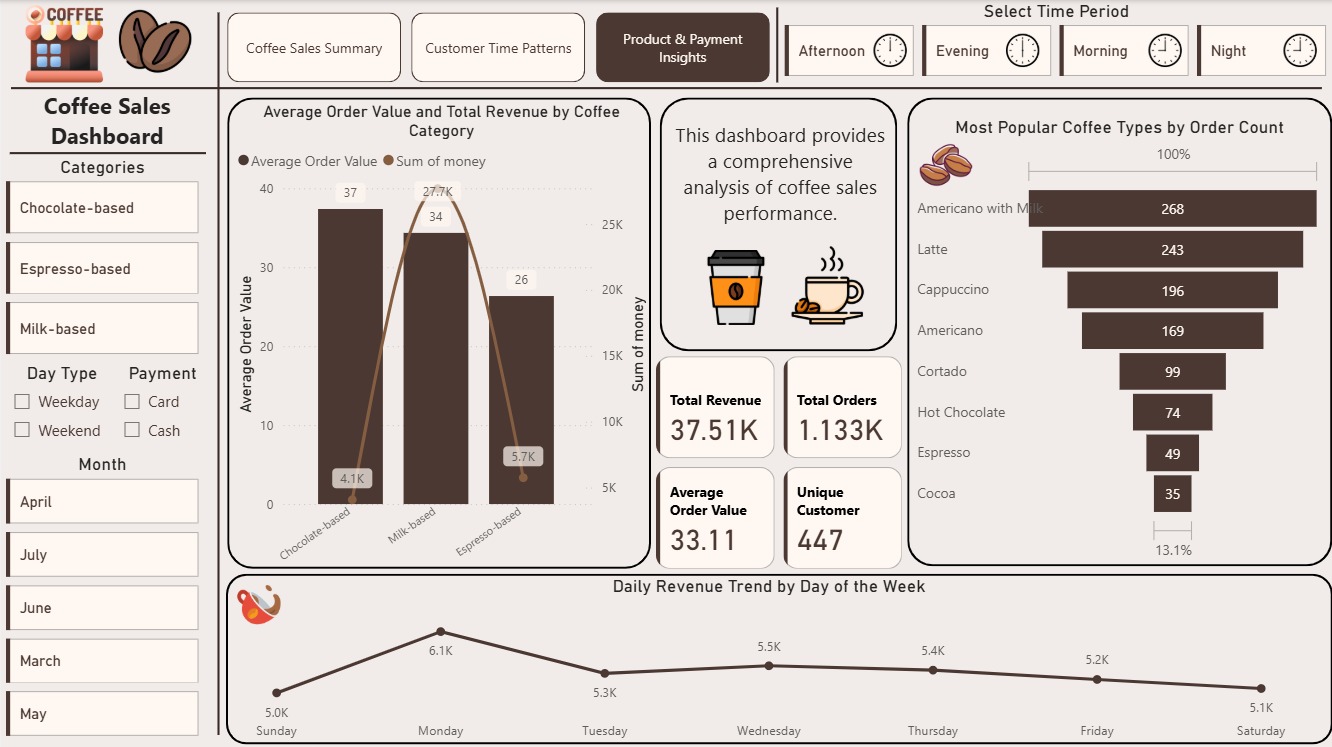 COFFEE
Coffee Sales Summary
Customer Time Patterns
Product & Payment
Insights
Select Time Period
Afternoon
Evening
Morning
Night
Coffee Sales
Dashboard
Categories
Chocolate-based
Espresso-based
Milk-based
Day Type
Payment
Weekday
Card
Weekend
Cash
Month
April
July
June
March
May
Average Order Value and Total Revenue by Coffee
Category
Average Order Value
Sum of money
Average Order Value
40
30
20
10
0
37
27.7K
34
26
4.1K
5.7K
25K
20K
15K
10K
5K
Sum of money
Chocolate-based
Milk-based
Espresso-based
This dashboard provides
a comprehensive
analysis of coffee sales
performance.
Total Revenue
37.51K
Total Orders
1.133K
Average
Order Value
33.11
Unique
Customer
447
Most Popular Coffee Types by Order Count
100%
Americano with Milk
268
Latte
243
Cappuccino
196
Americano
169
Cortado
99
Hot Chocolate
74
Espresso
49
Cocoa
35
13.1%
Daily Revenue Trend by Day of the Week
5.0K
6.1K
5.3K
5.5K
5.4K
5.2K
5.1K
Sunday
Monday
Tuesday
Wednesday
Thursday
Friday
Saturday